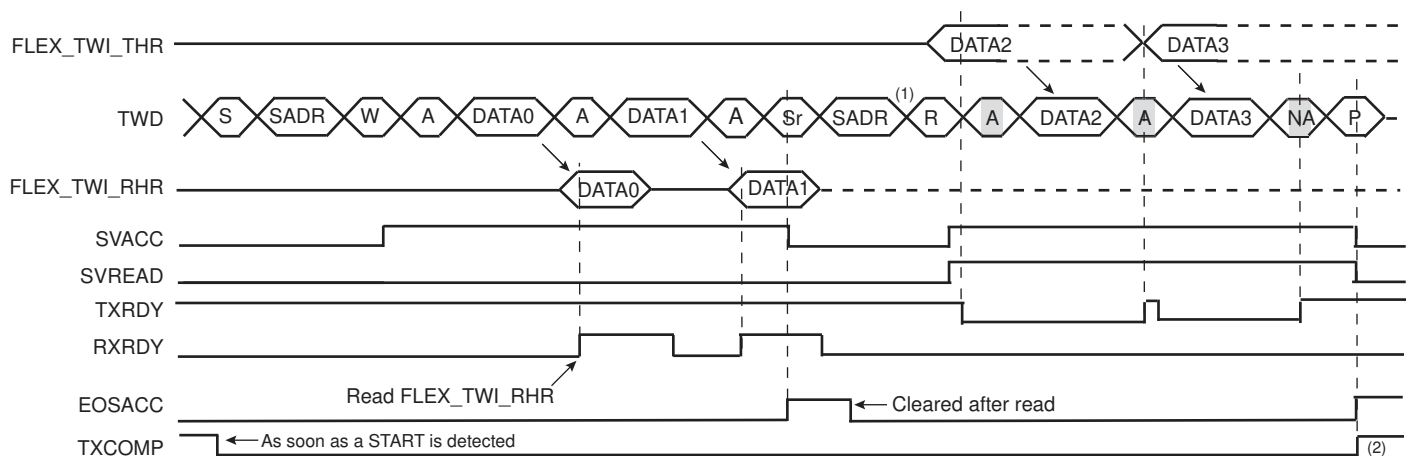 FLEX_TWI_THR DATA2 DATA3
(1)
TWD S SADR W A DATA0 A DATA1 A Sr SADR R A DATA2 A DATA3 NA P
FLEX_TWI_RHR DATA0 DATA1
SVACC
SVREAD
TXRDY
RXRDY
Read FLEX_TWI_RHR
EOSACC Cleared after read
TXCOMP As soon as a START is detected (2)